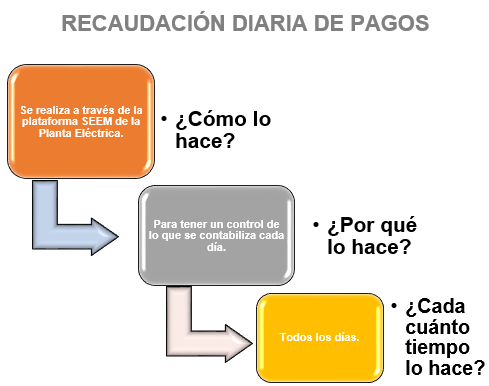 RECAUDACIÓN DIARIA DE PAGOS
Se realiza a través de la
plataforma SEEM de la
Planta Eléctrica.
• ¿Cómo lo
hace?
Para tener un control de
lo que se contabiliza cada
día.
• ¿Por qué
lo hace?
Todos los días.
• ¿Cada
cuánto
tiempo
lo hace?